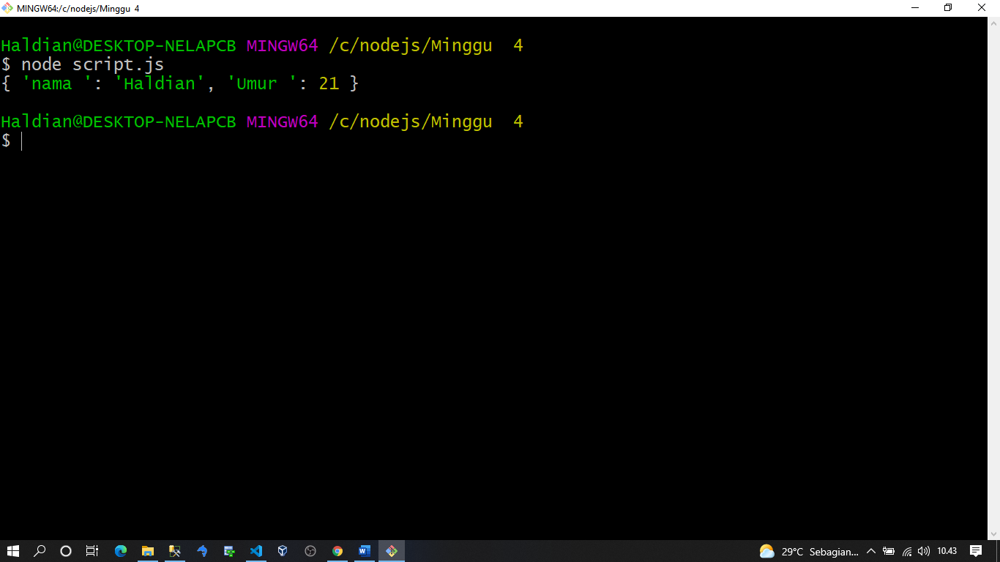 MINGW64:/c/nodejs/Minggu  4
Haldian@DESKTOP-NELAPCB MINGW64 /c/nodejs/Minggu  4
$ node script.js
{ 'nama ': 'Haldian', 'Umur ': 21 }
Haldian@DESKTOP-NELAPCB MINGW64 /c/nodejs/Minggu  4
$
29°C Sebagian... 10.43